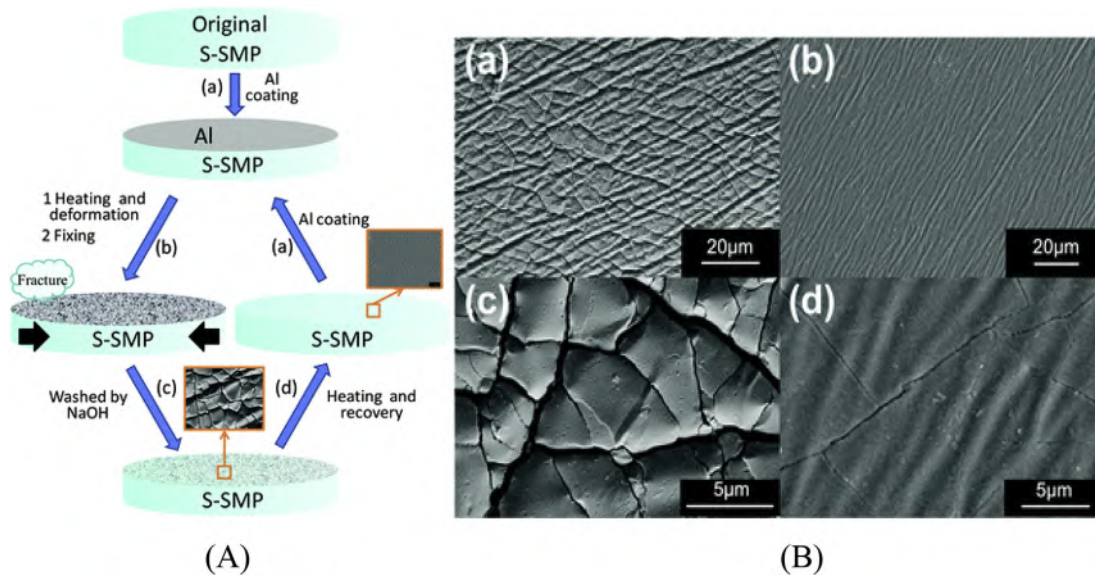 Original
S-SMP
(a)
Al
coating
Al
S-SMP
1 Heating and
deformation
2 Fixing
(b)
Al coating
(a)
Fracture
S-SMP
Washed by
NaOH
(c)
(d)
Heating and
recovery
S-SMP
(A)
(a)
20μm
(b)
20μm
(c)
5μm
(d)
5μm
(B)